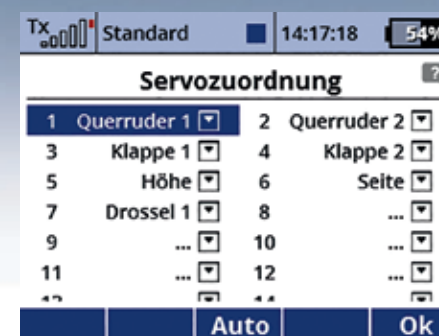 Tx Standard 14:17:18 54%
Servozuordnung ?
1 Querruder 1 2 Querruder 2
3 Klappe 1 4 Klappe 2
5 Höhe 6 Seite
7 Drossel 1 8 ...
9 ... 10 ...
11 ... 12 ...
Auto Ok